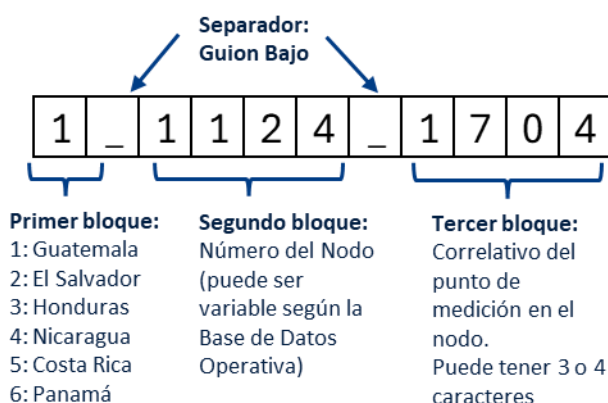 Separador:
Guion Bajo
1 _ 1 1 2 4 _ 1 7 0 4
Primer bloque:
1: Guatemala
2: El Salvador
3: Honduras
4: Nicaragua
5: Costa Rica
6: Panamá
Segundo bloque:
Número del Nodo
(puede ser
variable según la
Base de Datos
Operativa)
Tercer bloque:
Correlativo del
punto de
medición en el
nodo.
Puede tener 3 o 4
caracteres